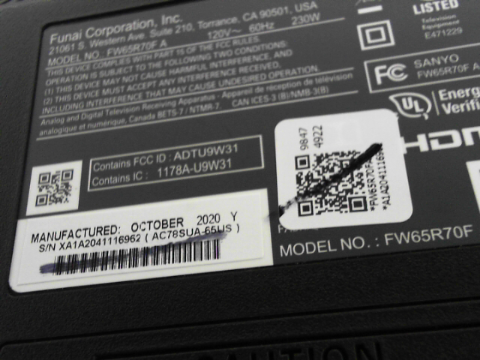 Funai Corporation, Inc.
21061 S. Western Ave. Suite 210, Torrance, CA 90501, USA
MODEL NO : FW65R70F A 120V~ 60Hz 230W
THIS DEVICE COMPLIES WITH PART 15 OF THE FCC RULES.
OPERATION IS SUBJECT TO THE FOLLOWING TWO CONDITIONS:
(1) THIS DEVICE MAY NOT CAUSE HARMFUL INTERFERENCE, AND
(2) THIS DEVICE MUST ACCEPT ANY INTERFERENCE RECEIVED,
INCLUDING INTERFERENCE THAT MAY CAUSE UNDESIRED OPERATION.
Analog and Digital Television Receiving Apparatus - Appareil de réception de télévision
analogique et numérique, Canada BETS-7 / NTMB-7. CAN ICES-3 (B)/NMB-3(B)
LISTED
Television
Equipment
E471229
FC
SANYO
FW65R70F A
UL
Energ
Verifi
HDM
Contains FCC ID : ADTU9W31
Contains IC : 1178A-U9W31
9847
4922
*FW65R70F
MANUFACTURED: OCTOBER 2020 Y
S/N XA1A2041116962 ( AC78SUA-65US )
MODEL NO. : FW65R70F
CAUTION